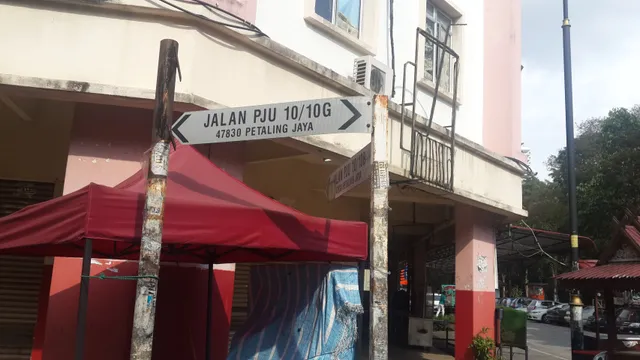 JALAN PJU 10/10G
47830 PETALING JAYA